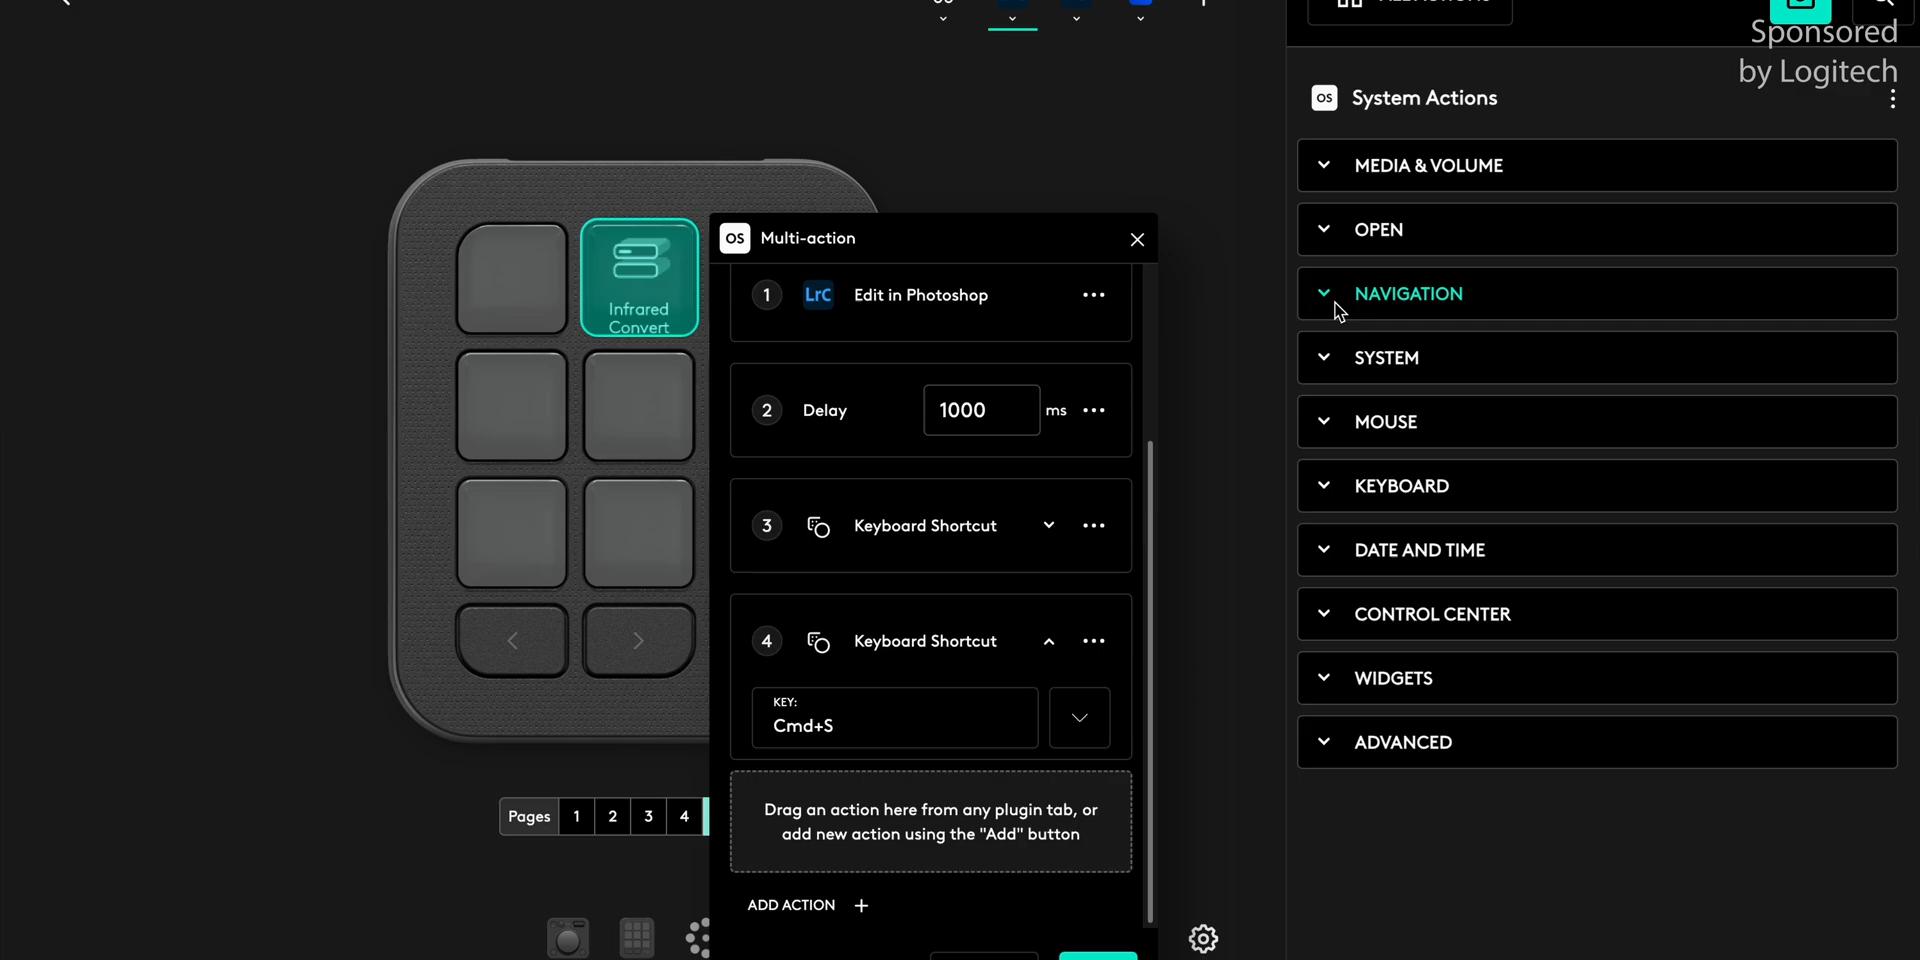 Sponsored
by Logitech
OS System Actions
MEDIA & VOLUME
OPEN
NAVIGATION
SYSTEM
MOUSE
KEYBOARD
DATE AND TIME
CONTROL CENTER
WIDGETS
ADVANCED
Infrared
Convert
OS Multi-action
1 LrC Edit in Photoshop
2 Delay 1000 ms
3 Keyboard Shortcut
4 Keyboard Shortcut
KEY:
Cmd+S
Drag an action here from any plugin tab, or
add new action using the "Add" button
ADD ACTION +
Pages 1 2 3 4